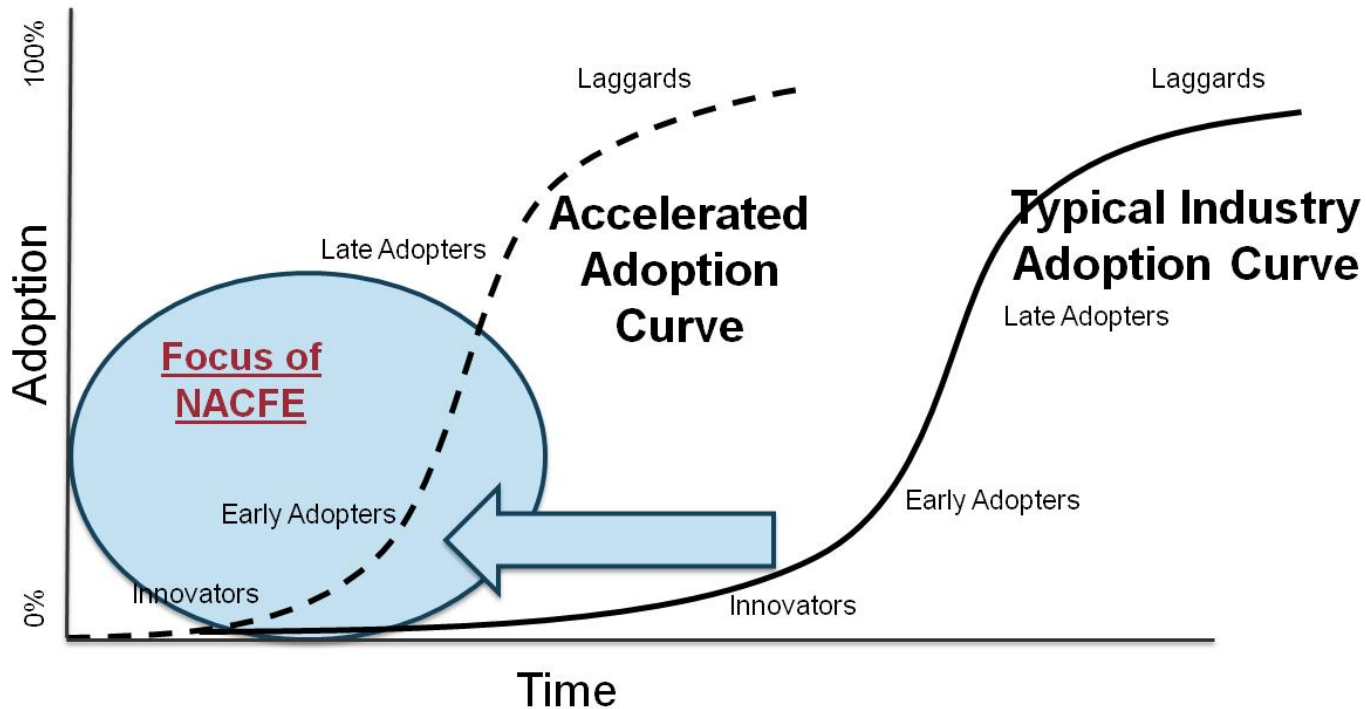 100%
Laggards
Laggards
Accelerated
Adoption
Curve
Typical Industry
Adoption Curve
Late Adopters
Late Adopters
Focus of
NACFE
Adoption
Early Adopters
Early Adopters
Innovators
Innovators
0%
Time